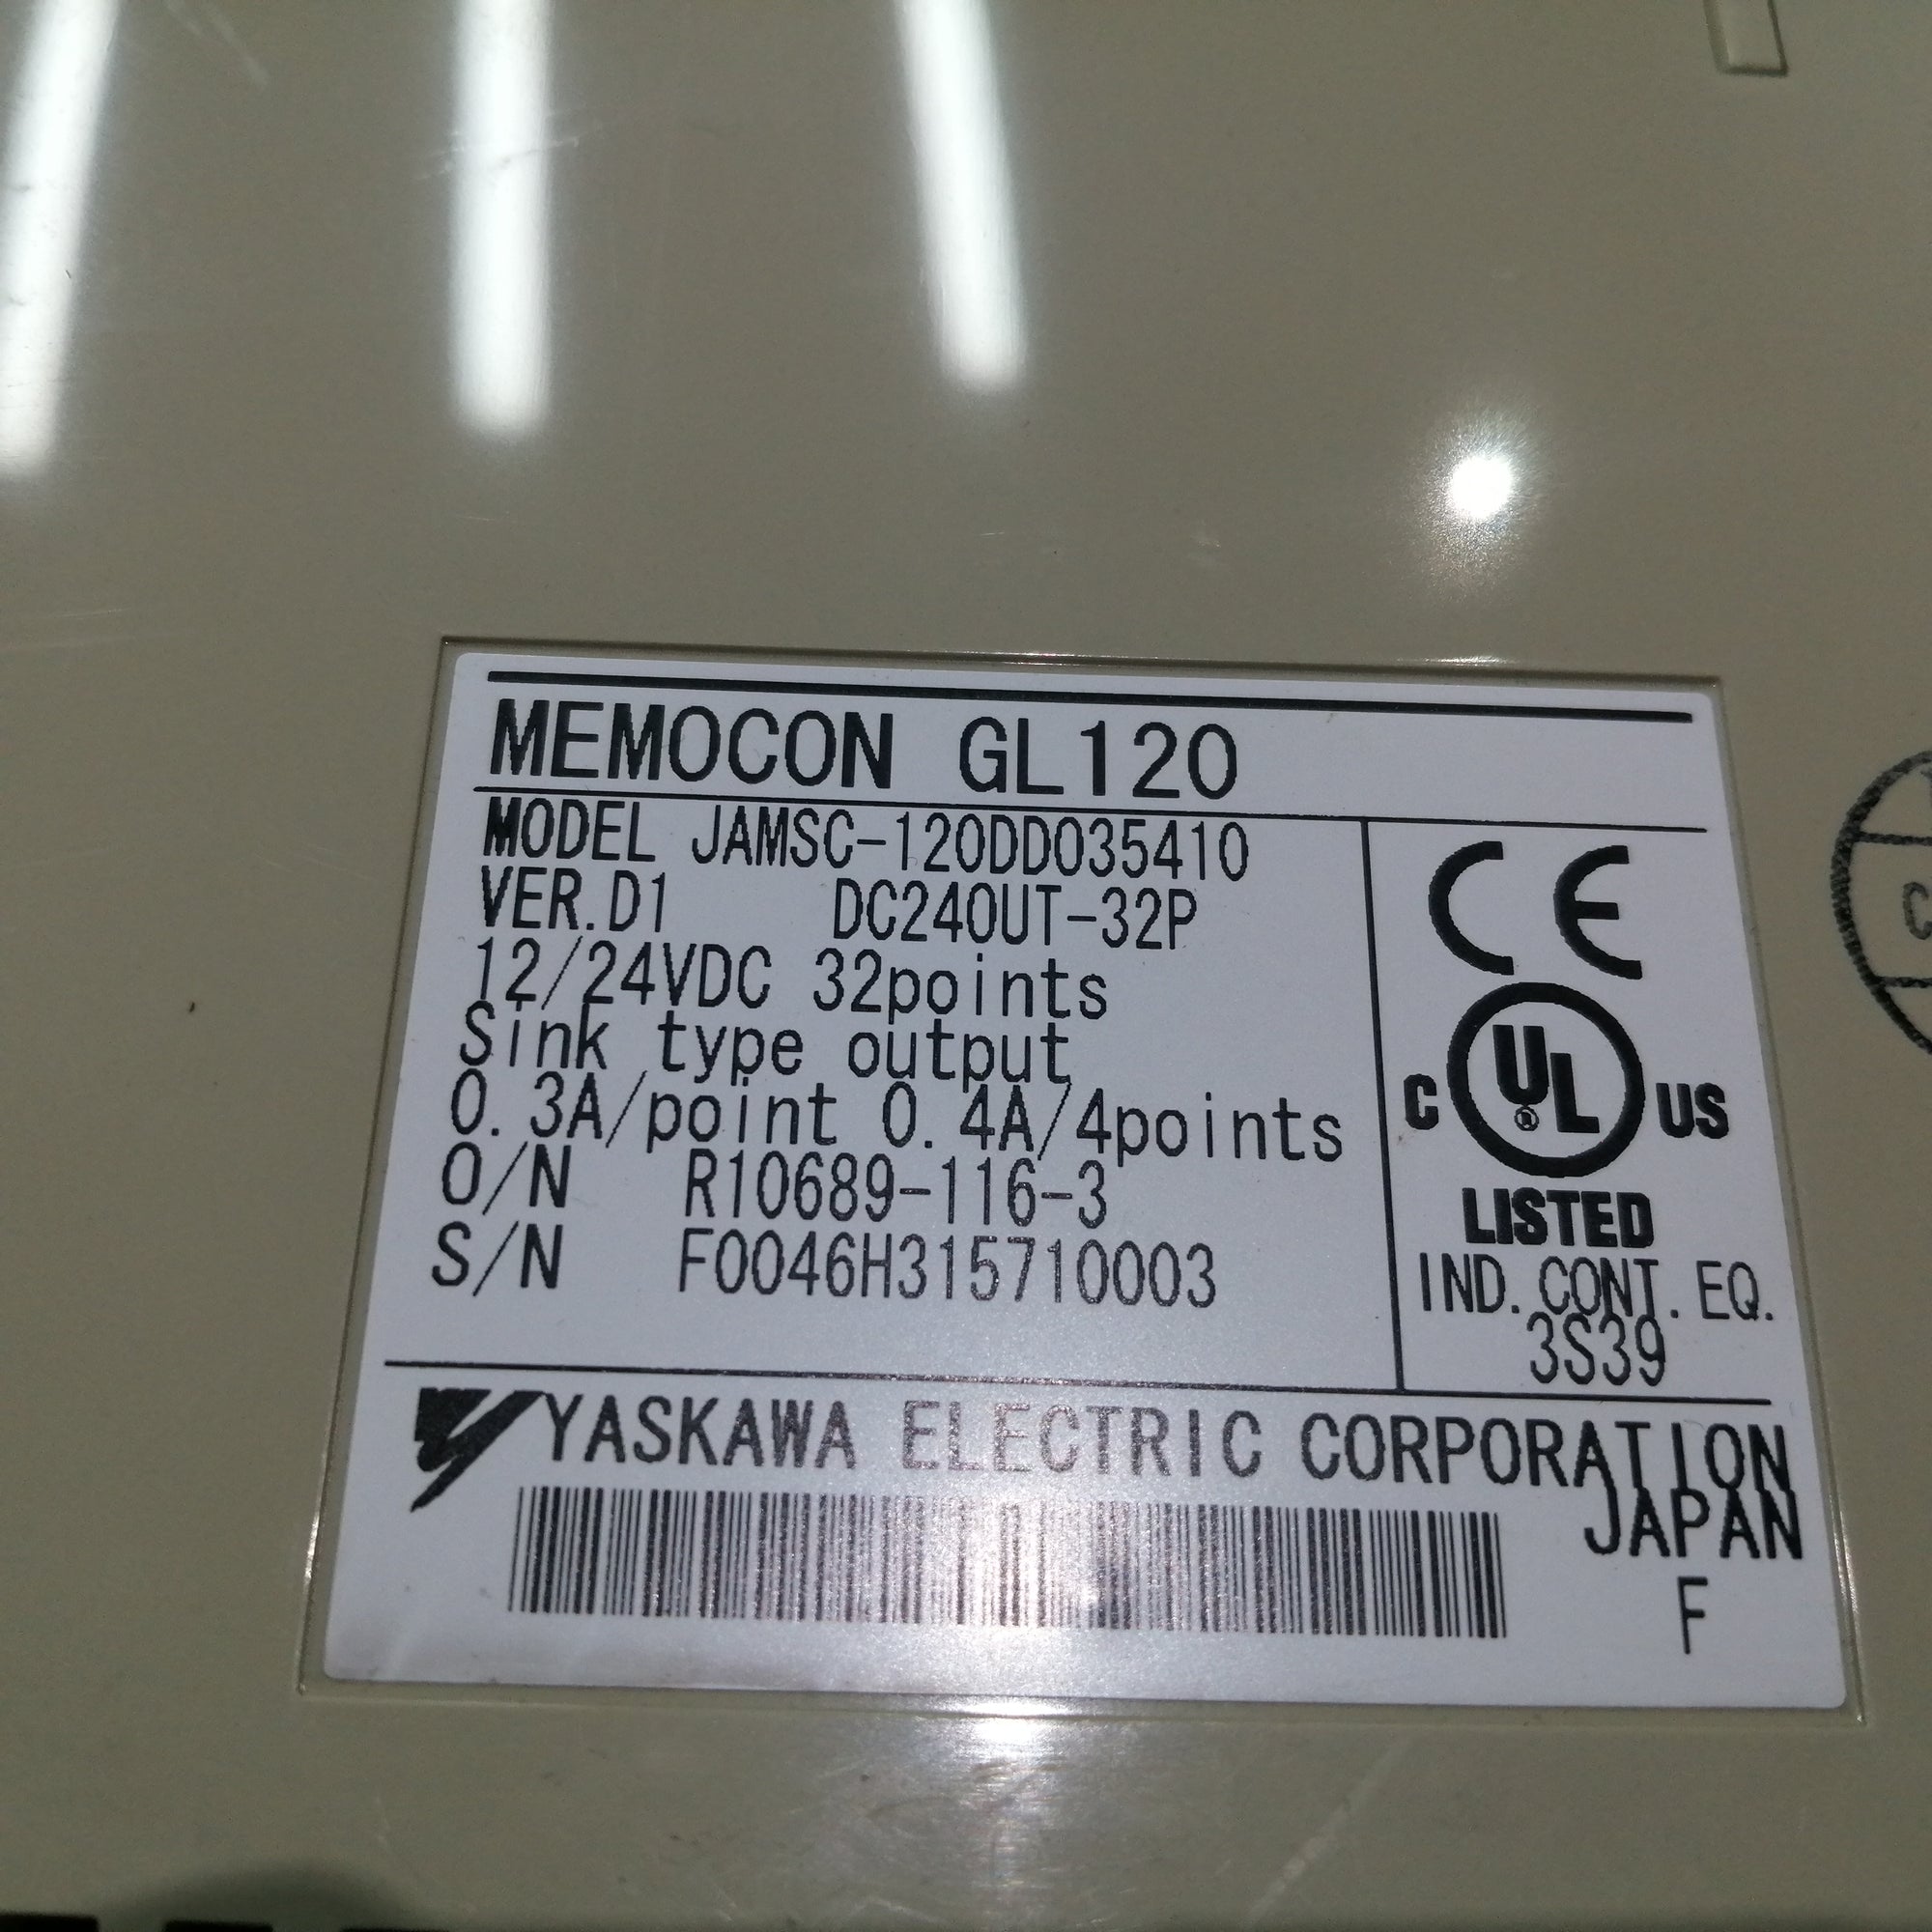 MEMOCON GL120
MODEL JAMSC-120DDO35410
VER.D1 DC24OUT-32P
12/24VDC 32points
Sink type output
0.3A/point 0.4A/4points
O/N R10689-116-3
S/N F0046H315710003
CE
C UL® US
LISTED
IND. CONT. EQ.
3S39
YASKAWA ELECTRIC CORPORATION
JAPAN
F